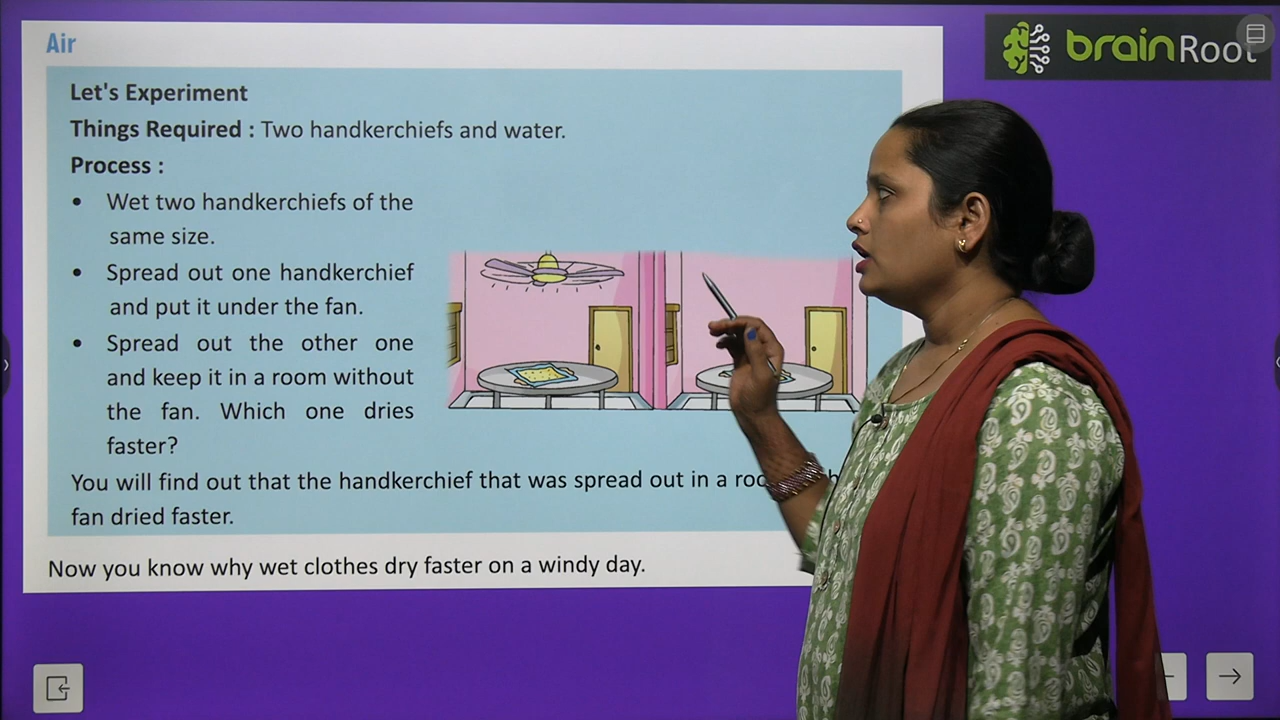 Air
brainRoot
Let's Experiment
Things Required : Two handkerchiefs and water.
Process :
• Wet two handkerchiefs of the
same size.
• Spread out one handkerchief
and put it under the fan.
• Spread out the other one
and keep it in a room without
the fan. Which one dries
faster?
You will find out that the handkerchief that was spread out in a
fan dried faster.
Now you know why wet clothes dry faster on a windy day.